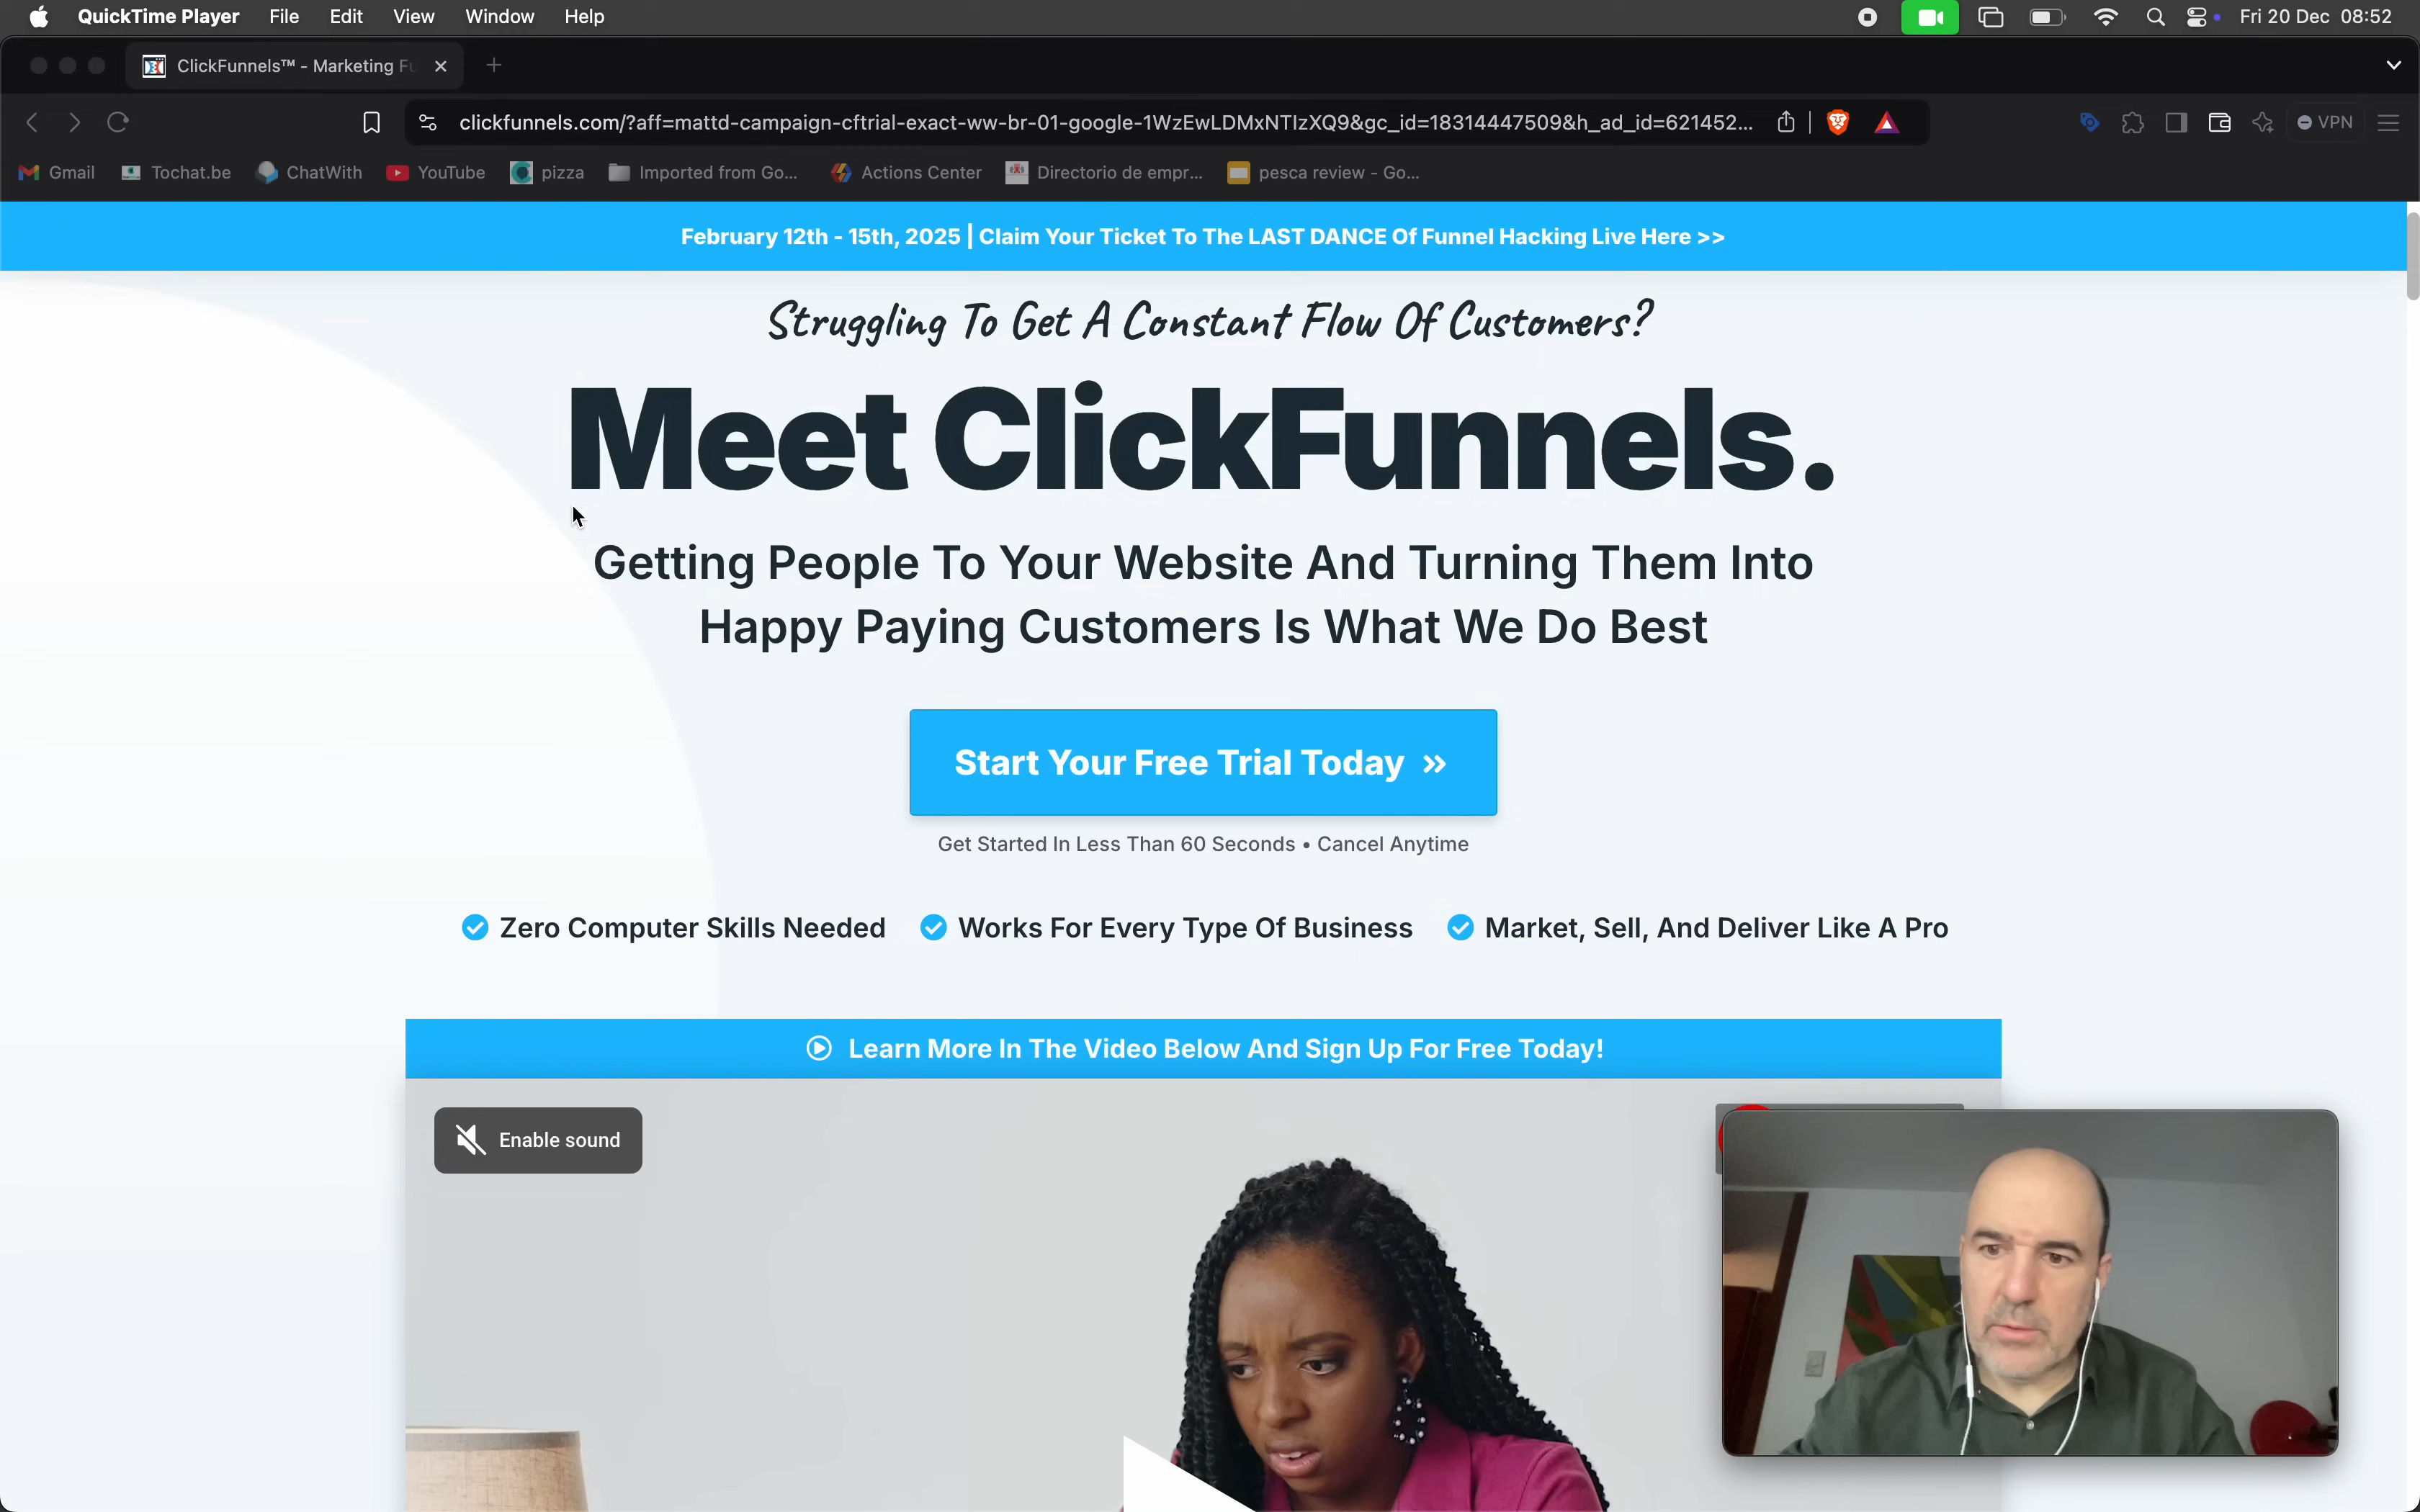 QuickTime Player File Edit View Window Help Fri 20 Dec 08:52
ClickFunnels™ - Marketing Fu
clickfunnels.com/?aff=mattd-campaign-cftrial-exact-ww-br-01-google-1WzEwLDMxNTIzXQ9&gc_id=18314447509&h_ad_id=621452... VPN
Gmail Tochat.be ChatWith YouTube pizza Imported from Go... Actions Center Directorio de empr... pesca review - Go...
February 12th - 15th, 2025 | Claim Your Ticket To The LAST DANCE Of Funnel Hacking Live Here >>
Struggling To Get A Constant Flow Of Customers?
Meet ClickFunnels.
Getting People To Your Website And Turning Them Into
Happy Paying Customers Is What We Do Best
Start Your Free Trial Today »
Get Started In Less Than 60 Seconds • Cancel Anytime
Zero Computer Skills Needed Works For Every Type Of Business Market, Sell, And Deliver Like A Pro
Learn More In The Video Below And Sign Up For Free Today!
Enable sound